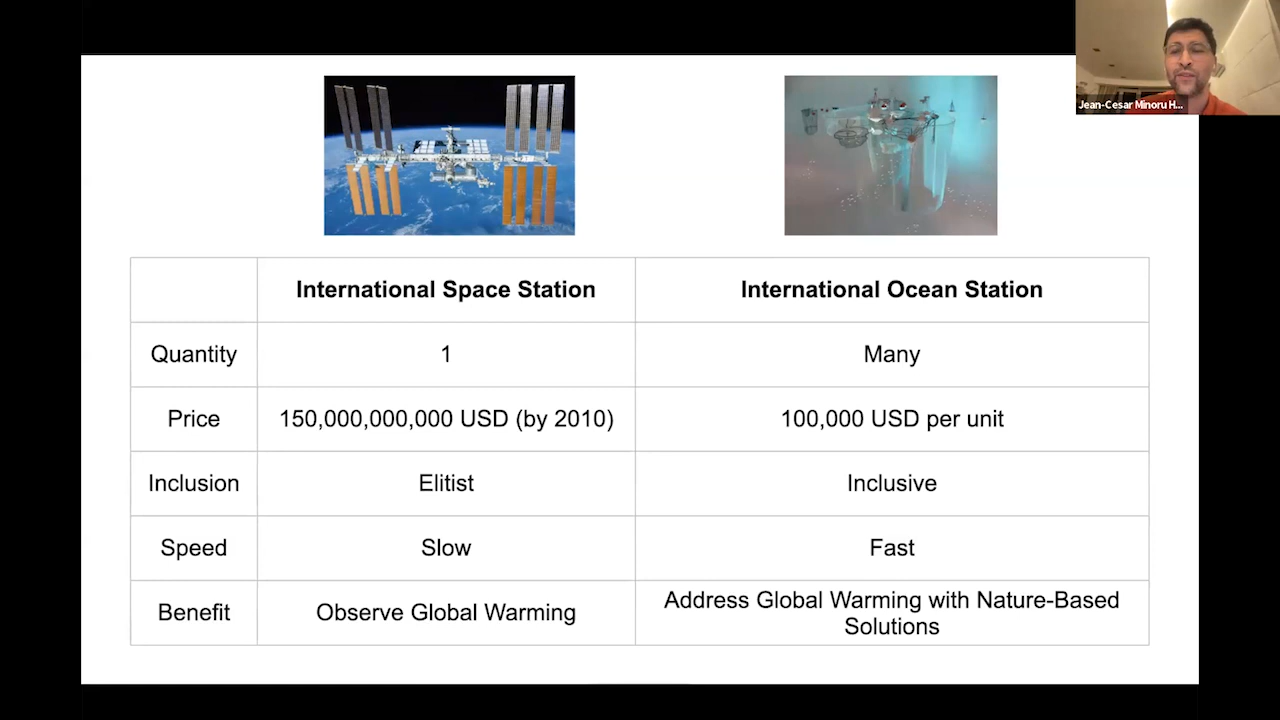 Jean-Cesar Minoru H...
International Space Station
International Ocean Station
Quantity
1
Many
Price
150,000,000,000 USD (by 2010)
100,000 USD per unit
Inclusion
Elitist
Inclusive
Speed
Slow
Fast
Benefit
Observe Global Warming
Address Global Warming with Nature-Based
Solutions